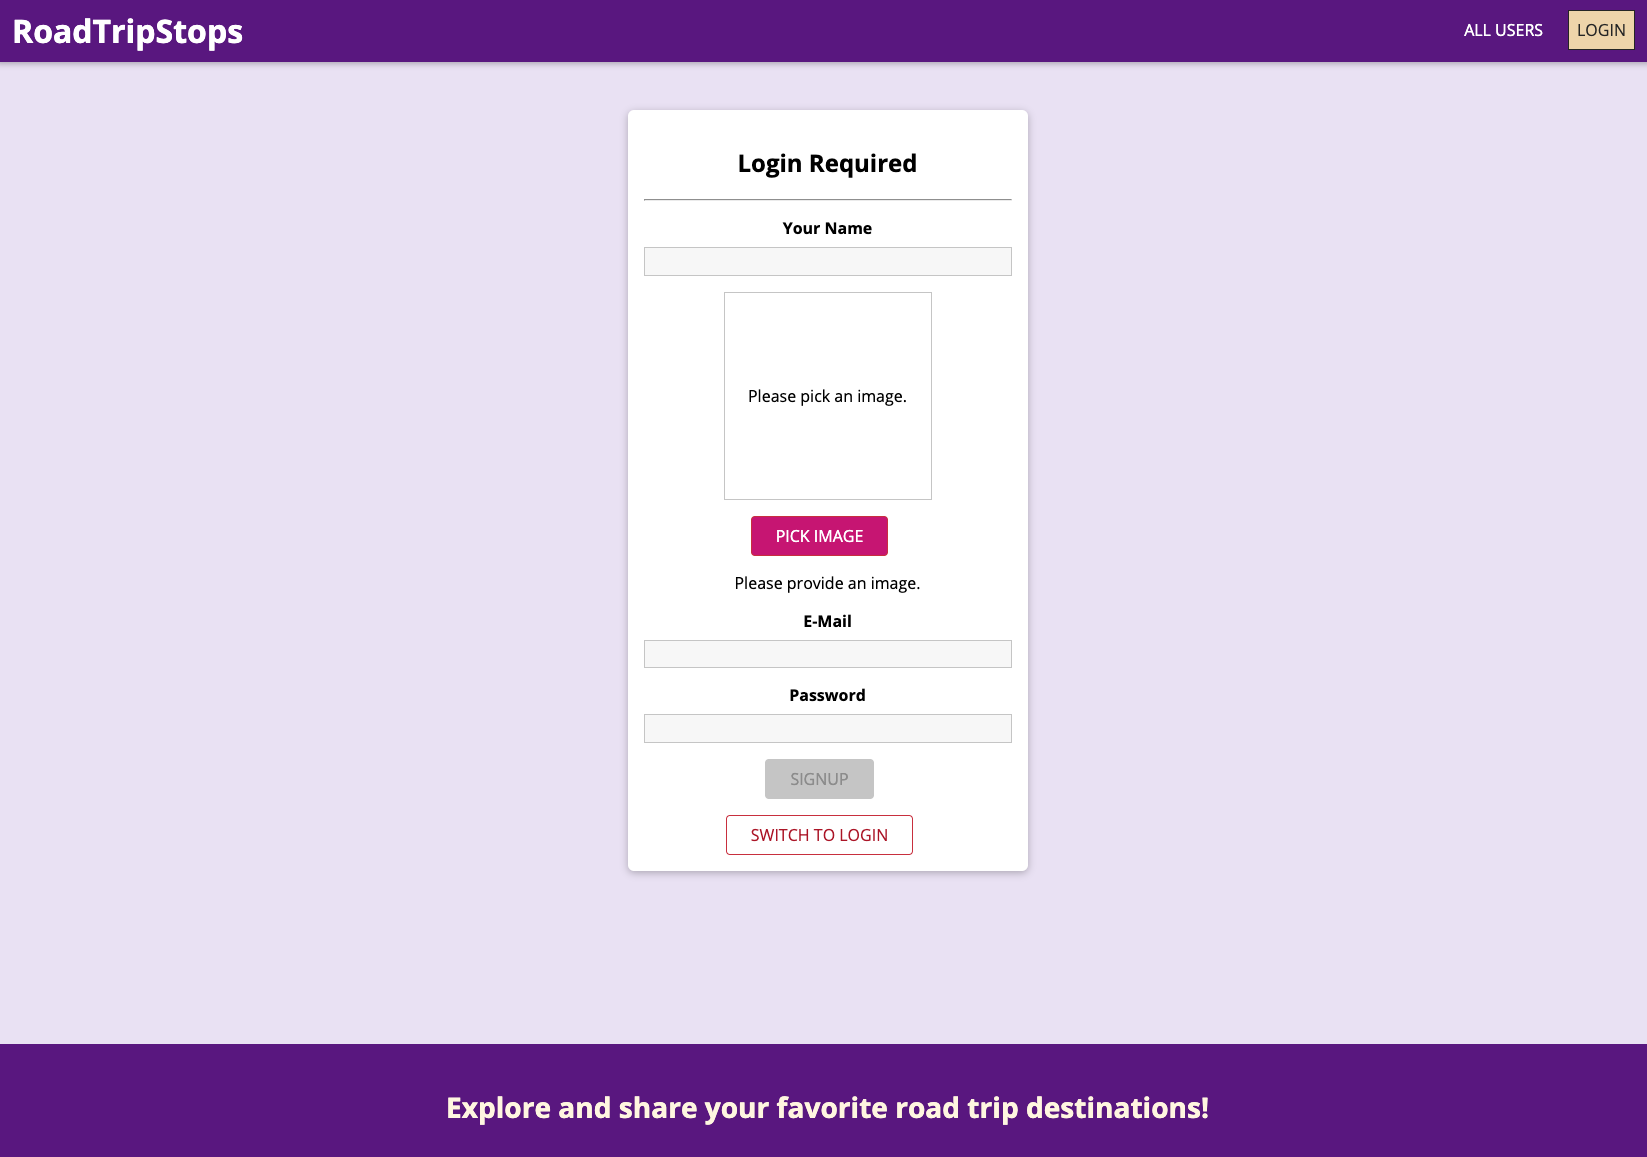 RoadTripStops
ALL USERS
LOGIN
Login Required
Your Name
Please pick an image.
PICK IMAGE
Please provide an image.
E-Mail
Password
SIGNUP
SWITCH TO LOGIN
Explore and share your favorite road trip destinations!